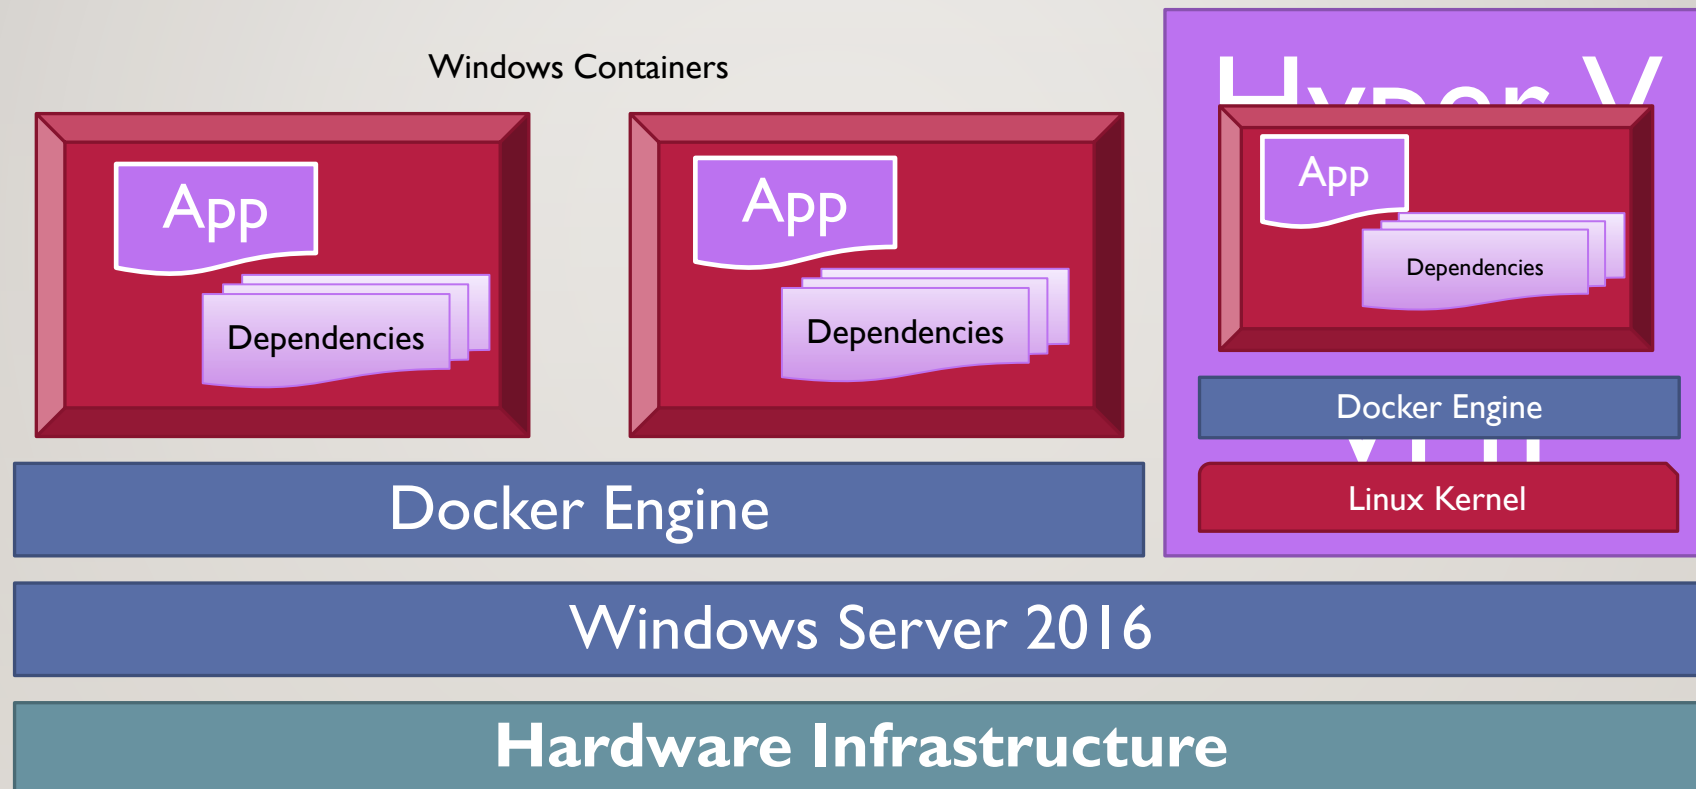 Windows Containers
Hyper V
App
Dependencies
App
Dependencies
App
Dependencies
Docker Engine
Linux Kernel
Docker Engine
Windows Server 2016
Hardware Infrastructure